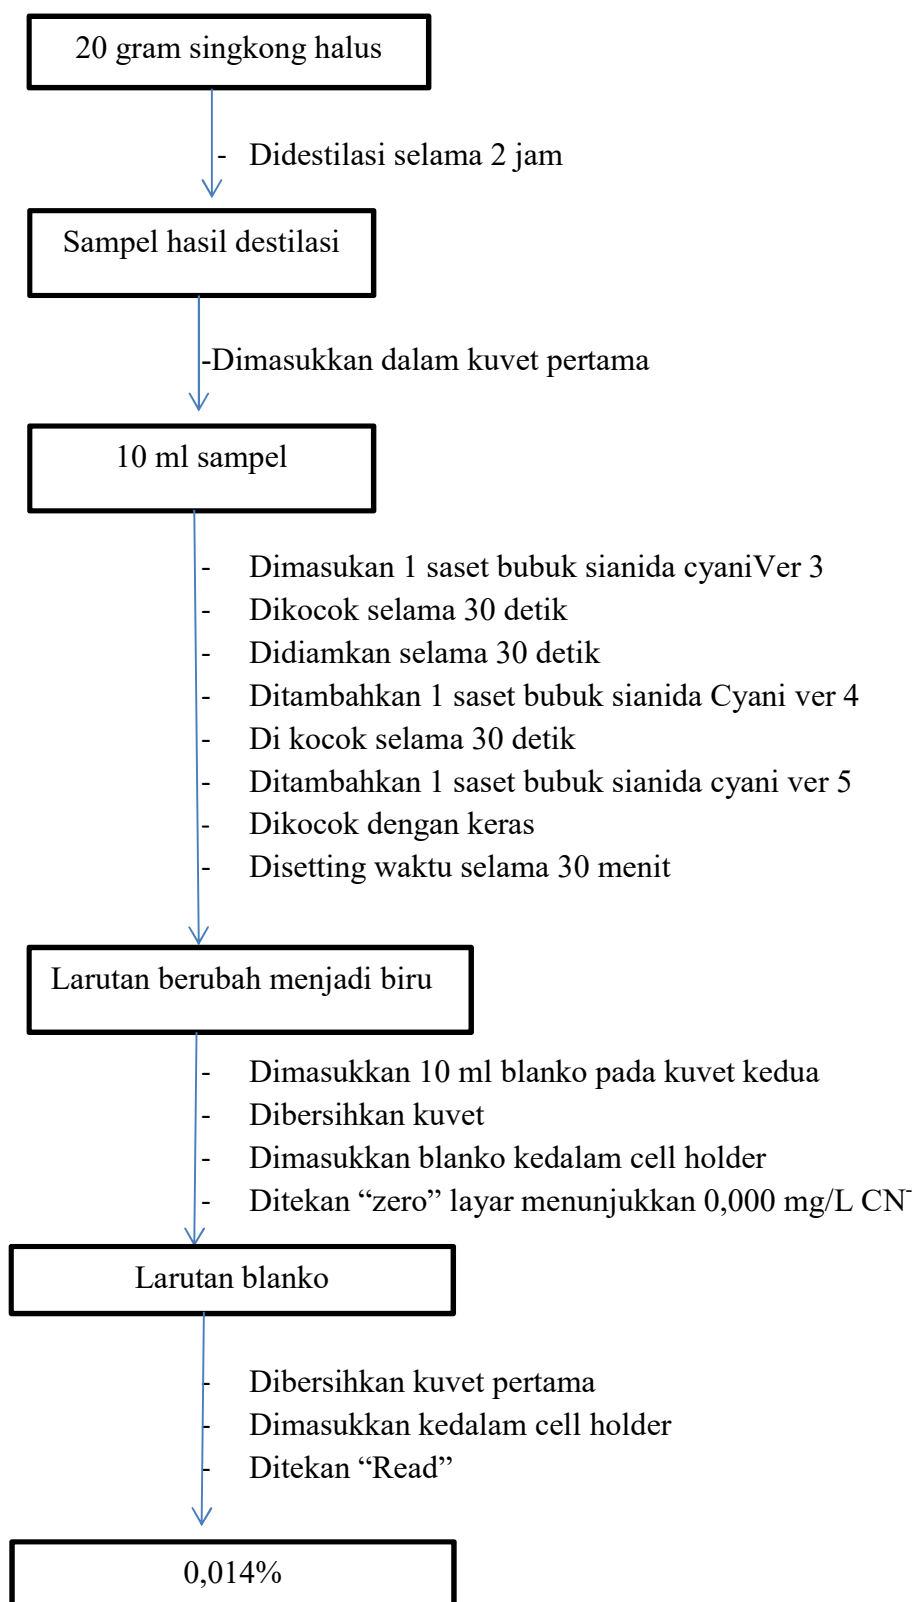 20 gram singkong halus
- Didestilasi selama 2 jam
Sampel hasil destilasi
-Dimasukkan dalam kuvet pertama
10 ml sampel
- Dimasukan 1 saset bubuk sianida cyaniVer 3
- Dikocok selama 30 detik
- Didiamkan selama 30 detik
- Ditambahkan 1 saset bubuk sianida Cyani ver 4
- Di kocok selama 30 detik
- Ditambahkan 1 saset bubuk sianida cyani ver 5
- Dikocok dengan keras
- Disetting waktu selama 30 menit
Larutan berubah menjadi biru
- Dimasukkan 10 ml blanko pada kuvet kedua
- Dibersihkan kuvet
- Dimasukkan blanko kedalam cell holder
- Ditekan “zero” layar menunjukkan 0,000 mg/L CN⁻
Larutan blanko
- Dibersihkan kuvet pertama
- Dimasukkan kedalam cell holder
- Ditekan “Read”
0,014%